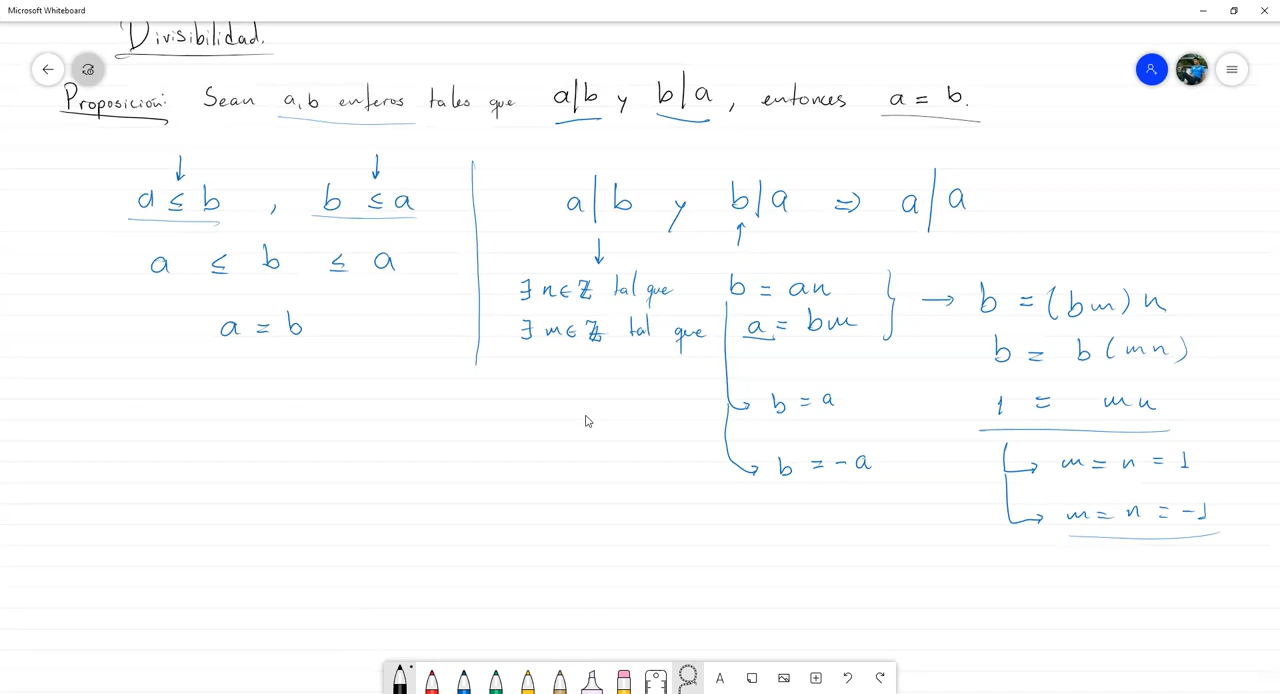 Microsoft Whiteboard
Divisibilidad.
Proposición: Sean a, b enteros tales que a|b y b|a, entonces a = b.
a ≤ b , b ≤ a
a ≤ b ≤ a
a = b
a|b y b|a ⇒ a|a
∃ n ∈ ℤ tal que b = an
∃ m ∈ ℤ tal que a = bm
b = a
b = -a
→ b = (bm)n
b = b(mn)
1 = mn
m = n = 1
m = n = -1
A